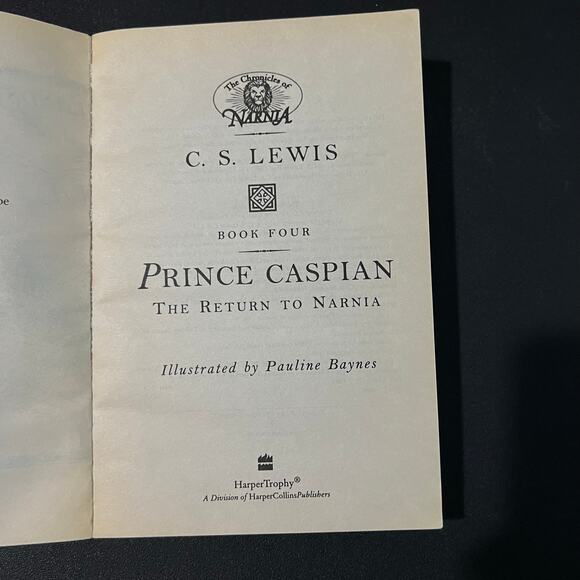 The Chronicles of
NARNIA
C. S. LEWIS
BOOK FOUR
PRINCE CASPIAN
THE RETURN TO NARNIA
Illustrated by Pauline Baynes
HarperTrophy®
A Division of HarperCollinsPublishers